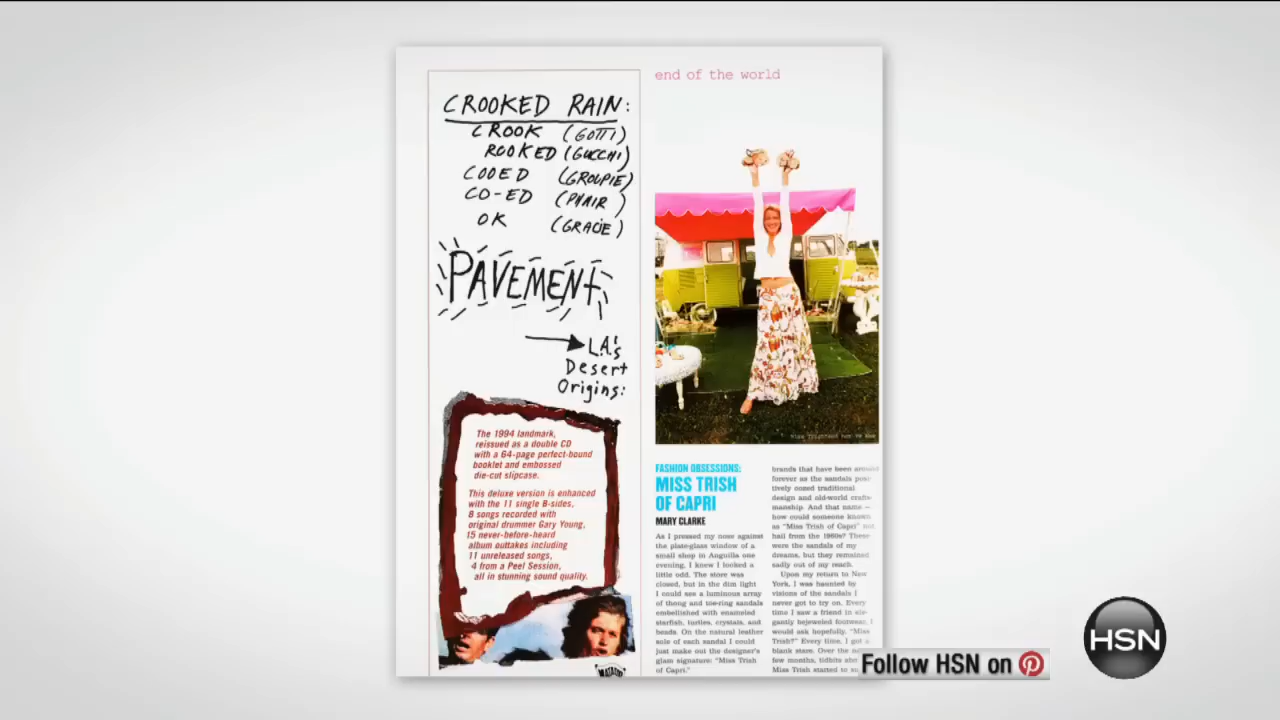 CROOKED RAIN:
CROOK (GOTTI)
ROOKED (GUCCHI)
COOED (GROUPIE)
CO-ED (PHAIR)
OK (GRACIE)
PAVEMENT
L.A.'s
Desert
Origins:
The 1994 landmark,
reissued as a double CD
with a 64-page perfect-bound
booklet and embossed
die-cut slipcase.
This deluxe version is enhanced
with the 11 single B-sides,
8 songs recorded with
original drummer Gary Young,
15 never-before-heard
album outtakes including
11 unreleased songs,
4 from a Peel Session,
all in stunning sound quality.
MATADOR
end of the world
FASHION OBSESSIONS:
MISS TRISH
OF CAPRI
MARY CLARKE
As I pressed my nose against
the plate-glass window of a
small shop in Anguilla one
evening, I knew I looked a
little odd. The store was
closed, but in the dim light
I could see a luminous array
of thong and toe-ring sandals
embellished with enameled
starfish, turtles, crystals, and
beads. On the natural leather
sole of each sandal I could
just make out the designer's
glam signature: "Miss Trish
of Capri."
brands that have been around
forever as the sandals posi-
tively oozed traditional
design and old-world crafts-
manship. And that name –
how could someone known
as "Miss Trish of Capri" not
hail from the 1960s? These
were the sandals of my
dreams, but they remained
sadly out of my reach.
Upon my return to New
York, I was haunted by
visions of the sandals I
never got to try on. Every
time I saw a friend in ele-
gantly bejeweled footwear, I
would ask hopefully. "Miss
Trish?" Every time, I got a
blank stare. Over the
few months, tidbits
Miss Trish started to
Follow HSN on
HSN